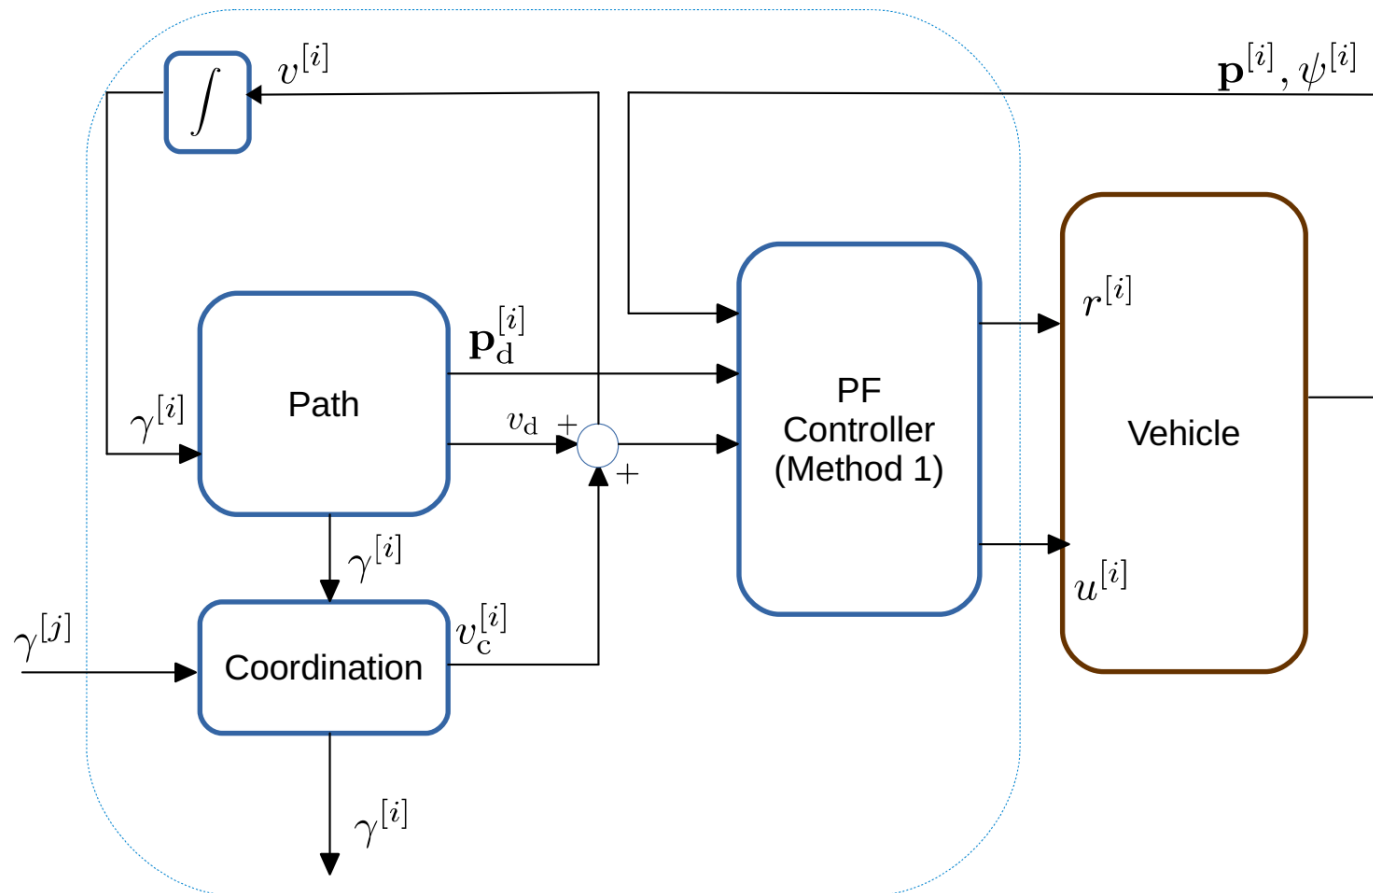 ∫
v^{[i]}
𝐩^{[i]}, ψ^{[i]}
r^{[i]}
𝐩_d^{[i]}
Path
γ^{[i]}
v_d
+
+
PF
Controller
(Method 1)
Vehicle
γ^{[i]}
u^{[i]}
γ^{[j]}
v_c^{[i]}
Coordination
γ^{[i]}